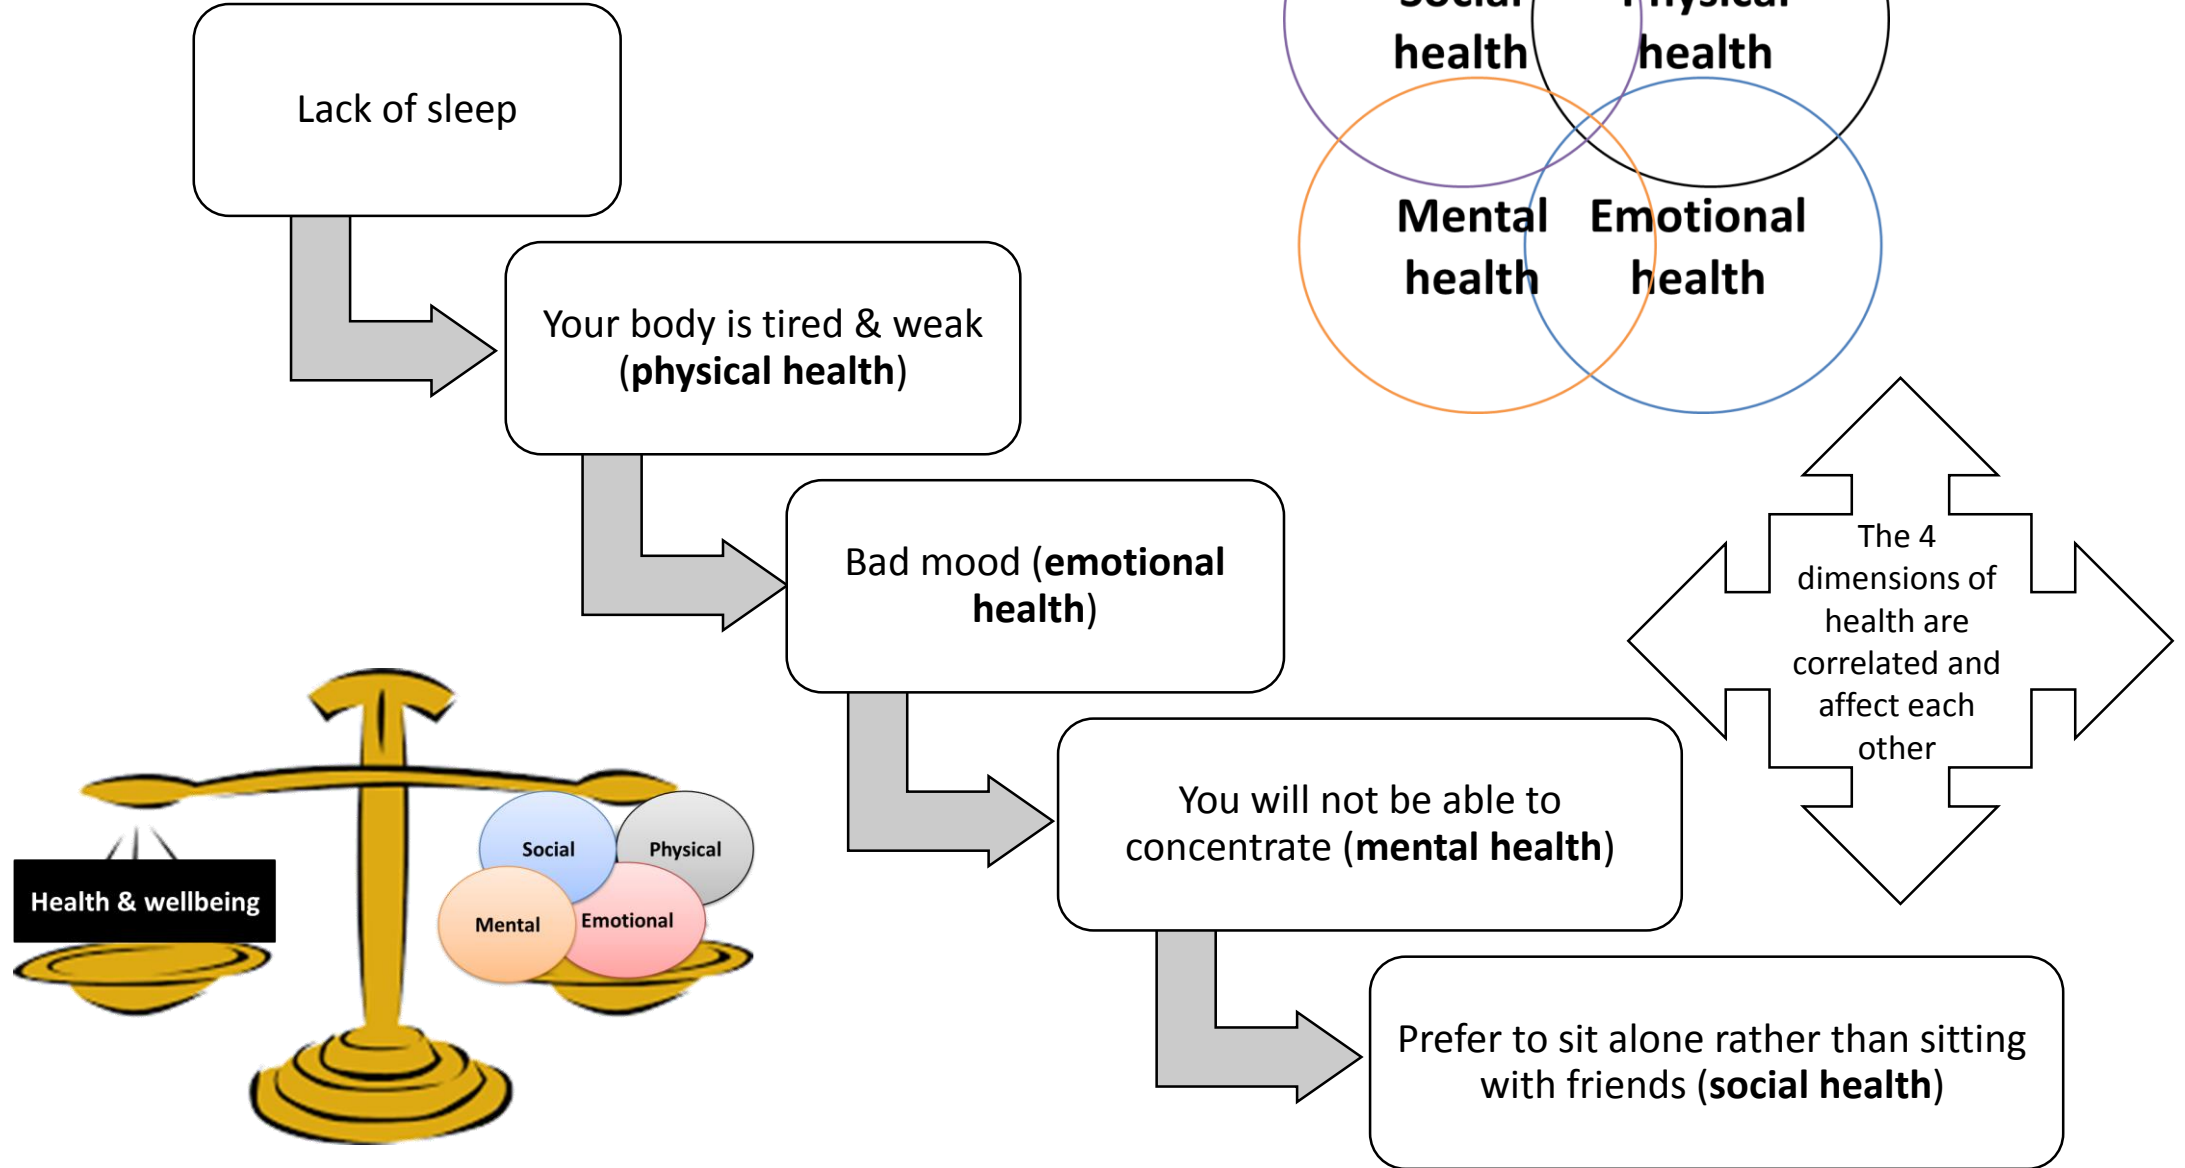 Lack of sleep
Your body is tired & weak
(physical health)
Bad mood (emotional
health)
You will not be able to
concentrate (mental health)
Prefer to sit alone rather than sitting
with friends (social health)
Social
health
Physical
health
Mental
health
Emotional
health
The 4
dimensions of
health are
correlated and
affect each
other
Health & wellbeing
Social
Physical
Mental
Emotional